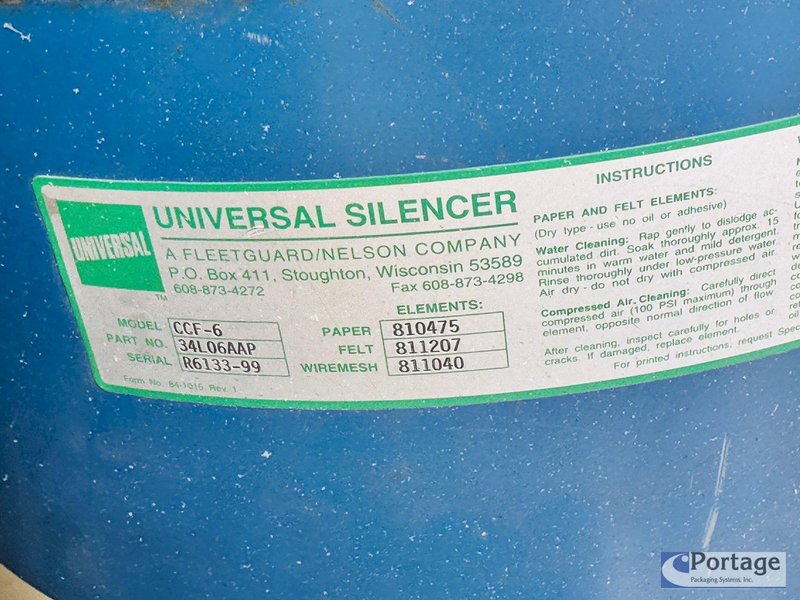 UNIVERSAL
TM
UNIVERSAL SILENCER
A FLEETGUARD/NELSON COMPANY
P.O. Box 411, Stoughton, Wisconsin 53589
608-873-4272 Fax 608-873-4298
MODEL CCF-6
PART NO. 34L06AAP
SERIAL R6133-99
Form No. 84-1015, Rev. 1
ELEMENTS:
PAPER 810475
FELT 811207
WIREMESH 811040
INSTRUCTIONS
PAPER AND FELT ELEMENTS:
(Dry type - use no oil or adhesive)
Water Cleaning: Rap gently to dislodge ac-
cumulated dirt. Soak thoroughly approx. 15
minutes in warm water and mild detergent.
Rinse thoroughly under low-pressure water.
Air dry - do not dry with compressed air.
Compressed Air Cleaning: Carefully direct
compressed air (100 PSI maximum) through
element, opposite normal direction of flow.
After cleaning, inspect carefully for holes or
cracks. If damaged, replace element.
For printed instructions, request Spec
Portage
Packaging Systems, Inc.